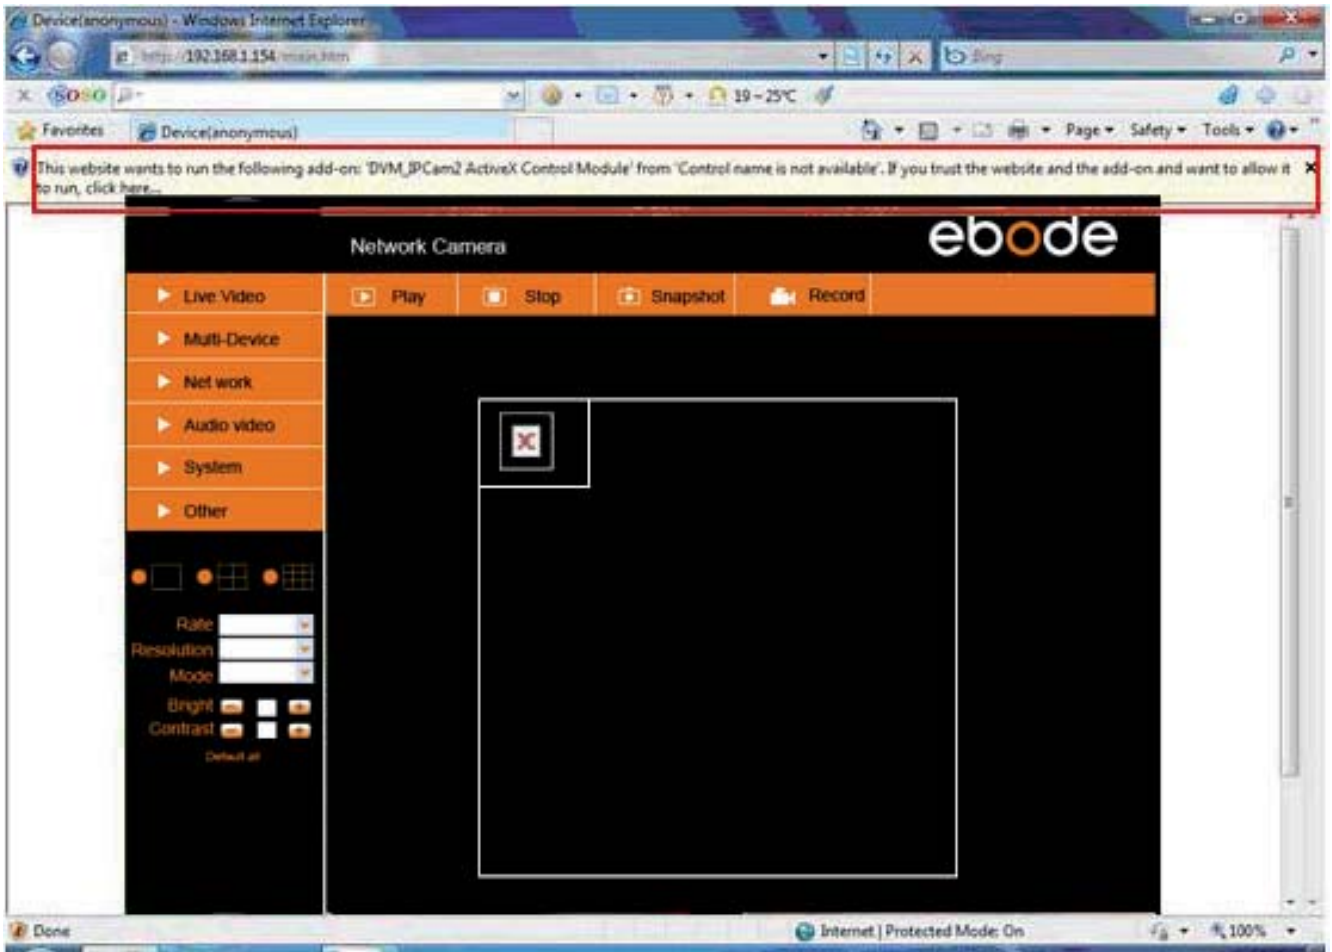 Device(anonymous) - Windows Internet Explorer
http://192.168.1.154/main.htm
Bing
SOSO
19~25℃
Favorites
Device(anonymous)
Page
Safety
Tools
This website wants to run the following add-on: 'DVM_IPCam2 ActiveX Control Module' from 'Control name is not available'. If you trust the website and the add-on and want to allow it
to run, click here...
Network Camera
ebode
Live Video
Play
Stop
Snapshot
Record
Multi-Device
Net work
Audio video
System
Other
Rate
Resolution
Mode
Bright
Contrast
Default all
Done
Internet | Protected Mode: On
100%